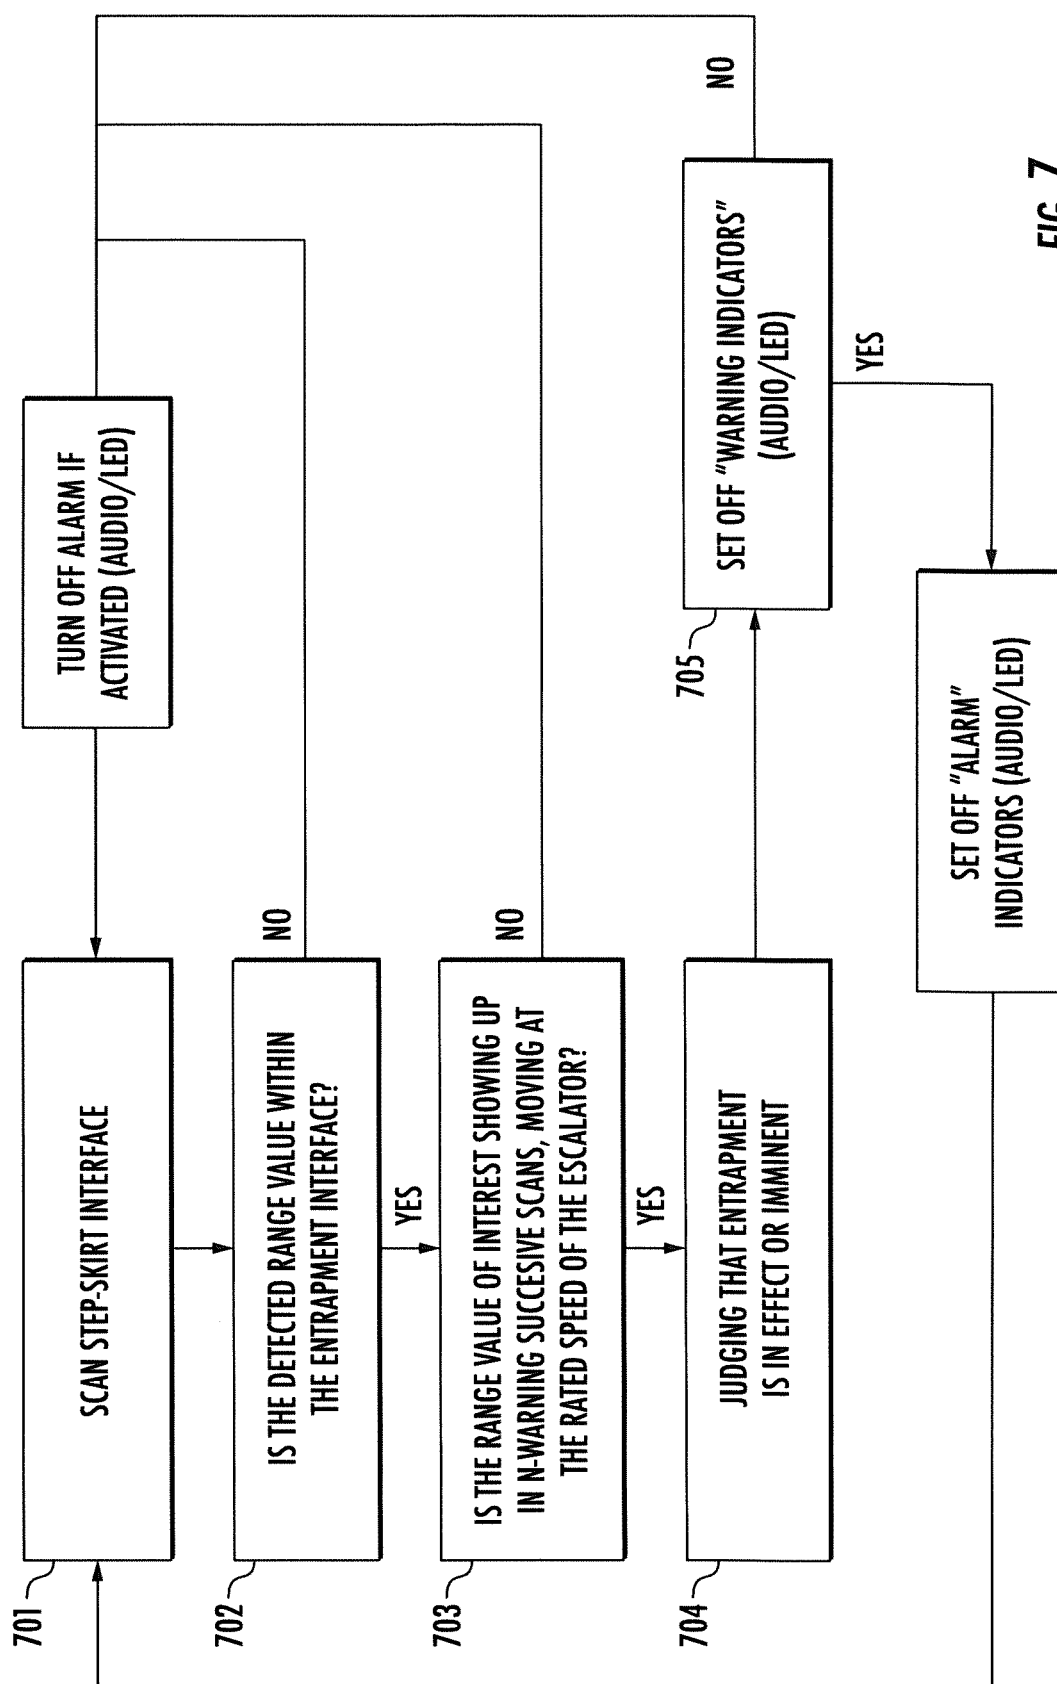 701
SCAN STEP-SKIRT INTERFACE
TURN OFF ALARM IF
ACTIVATED (AUDIO/LED)
702
IS THE DETECTED RANGE VALUE WITHIN
THE ENTRAPMENT INTERFACE?
NO
YES
703
IS THE RANGE VALUE OF INTEREST SHOWING UP
IN N-WARNING SUCCESIVE SCANS, MOVING AT
THE RATED SPEED OF THE ESCALATOR?
NO
YES
704
JUDGING THAT ENTRAPMENT
IS IN EFFECT OR IMMINENT
705
SET OFF "WARNING INDICATORS"
(AUDIO/LED)
NO
YES
SET OFF "ALARM"
INDICATORS (AUDIO/LED)
FIG. 7